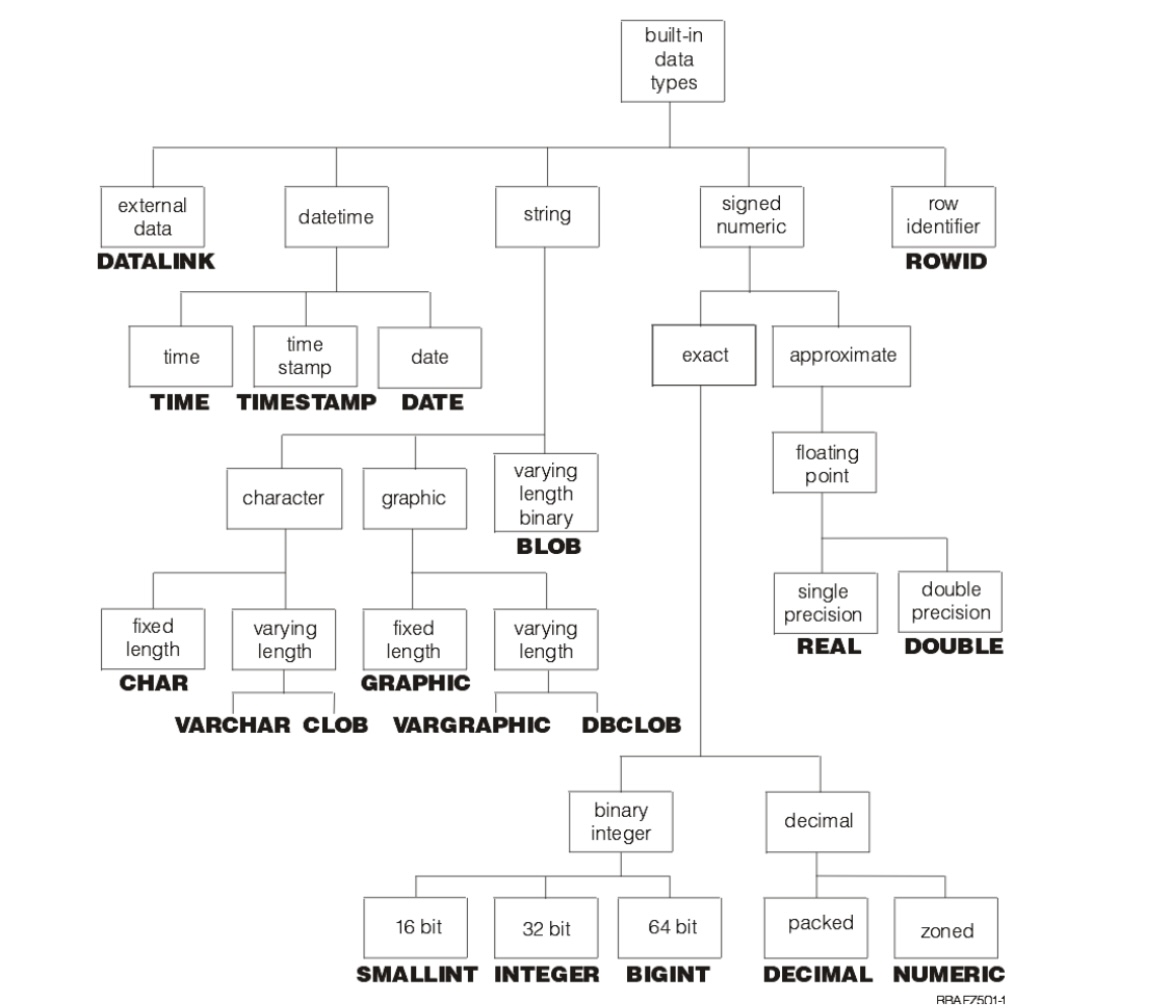 built-in
data
types
external
data
datetime
string
signed
numeric
row
identifier
DATALINK
ROWID
time
time
stamp
date
exact
approximate
TIME
TIMESTAMP
DATE
floating
point
character
graphic
varying
length
binary
BLOB
single
precision
double
precision
REAL
DOUBLE
fixed
length
varying
length
fixed
length
varying
length
CHAR
GRAPHIC
VARCHAR
CLOB
VARGRAPHIC
DBCLOB
binary
integer
decimal
16 bit
32 bit
64 bit
packed
zoned
SMALLINT
INTEGER
BIGINT
DECIMAL
NUMERIC
RBAFZ501-1